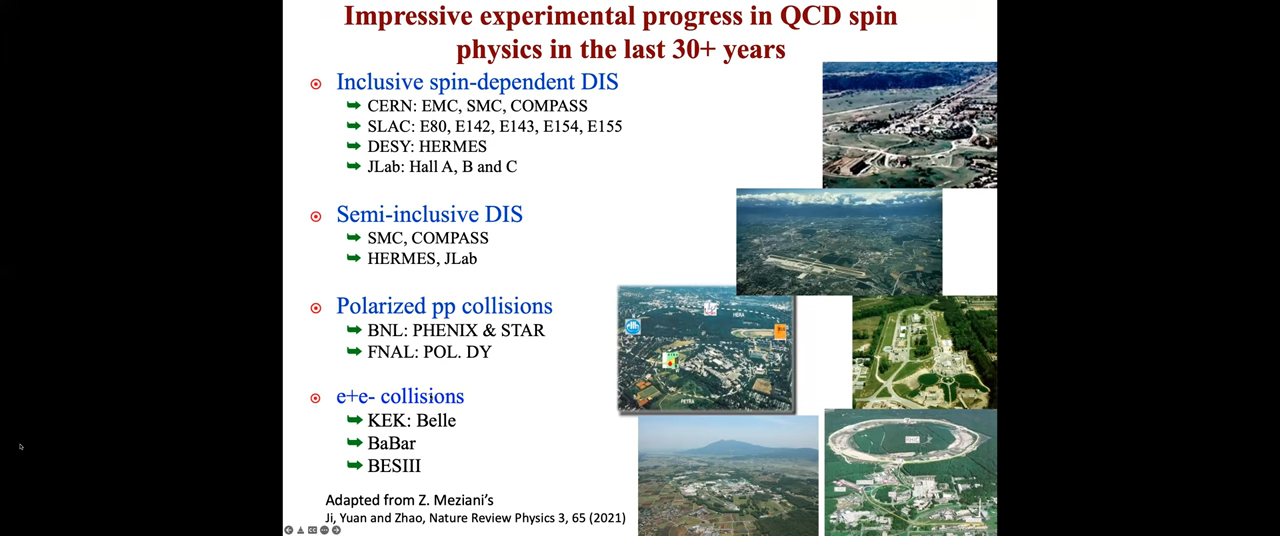 Impressive experimental progress in QCD spin
physics in the last 30+ years
Inclusive spin-dependent DIS
CERN: EMC, SMC, COMPASS
SLAC: E80, E142, E143, E154, E155
DESY: HERMES
JLab: Hall A, B and C
Semi-inclusive DIS
SMC, COMPASS
HERMES, JLab
Polarized pp collisions
BNL: PHENIX & STAR
FNAL: POL. DY
e+e- collisions
KEK: Belle
BaBar
BESIII
Adapted from Z. Meziani's
Ji, Yuan and Zhao, Nature Review Physics 3, 65 (2021)
HERA
PETRA
RHIC